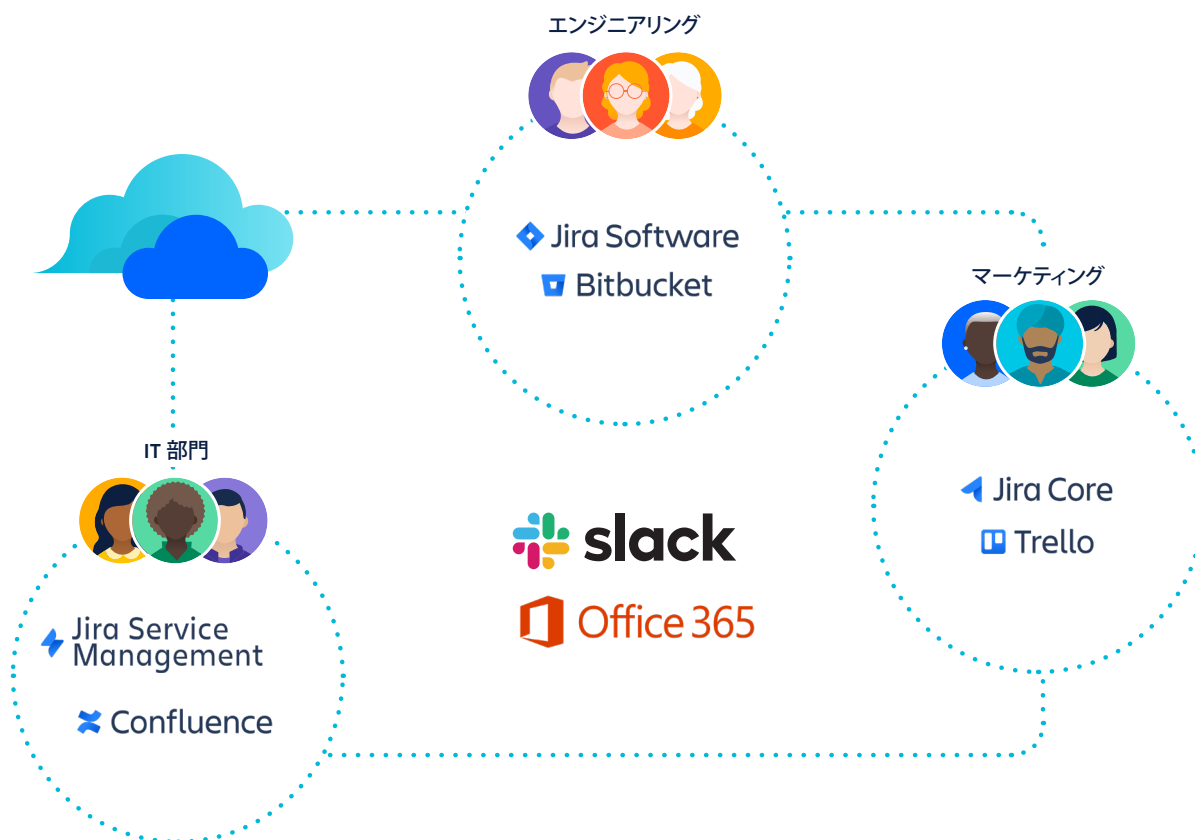 エンジニアリング
Jira Software
Bitbucket
マーケティング
Jira Core
Trello
IT 部門
Jira Service
Management
Confluence
slack
Office 365